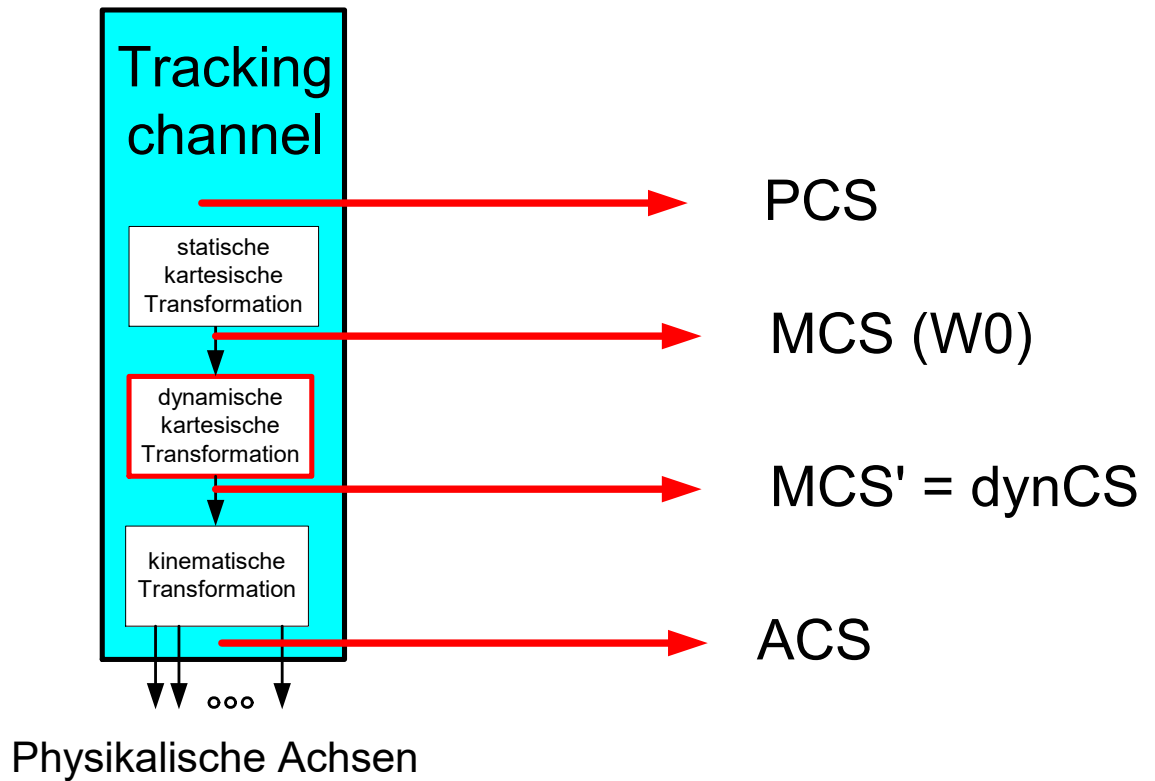 Tracking
channel
PCS
statische
kartesische
Transformation
MCS (W0)
dynamische
kartesische
Transformation
MCS' = dynCS
kinematische
Transformation
ACS
Physikalische Achsen